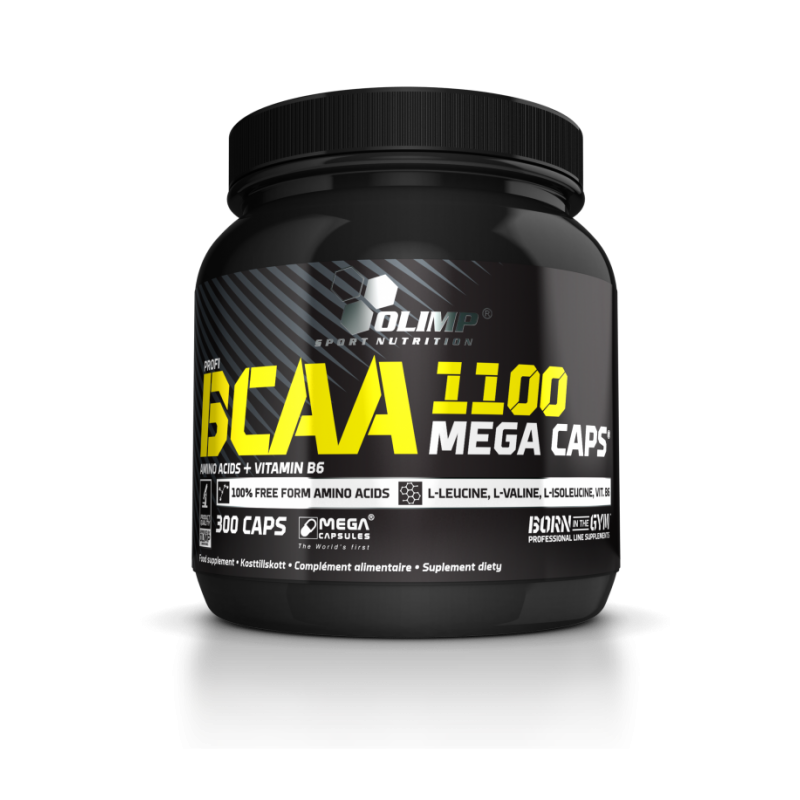 OLIMP®
SPORT NUTRITION
PROFI
BCAA 1100
MEGA CAPS®
AMINO ACIDS + VITAMIN B6
100% FREE FORM AMINO ACIDS
L-LEUCINE, L-VALINE, L-ISOLEUCINE, VIT. B6
300 CAPS
MEGA®
CAPSULES
The World's first
BORN IN THE GYM™
PROFESSIONAL LINE SUPPLEMENTS
Food supplement • Kosttillskott • Complément alimentaire • Suplement diety